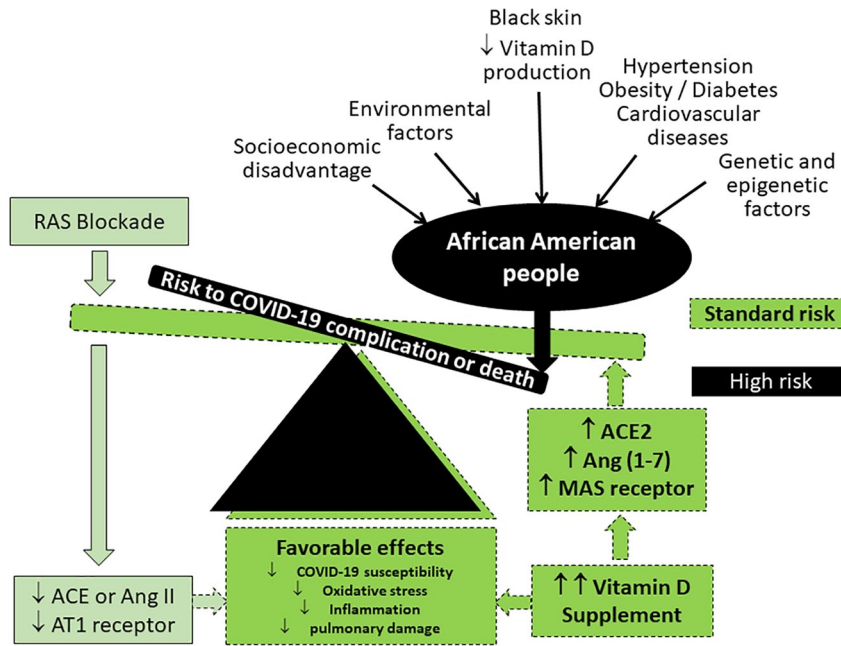 Black skin
↓ Vitamin D
production
Hypertension
Obesity / Diabetes
Cardiovascular
diseases
Environmental
factors
Socioeconomic
disadvantage
Genetic and
epigenetic
factors
RAS Blockade
African American
people
Risk to COVID-19 complication or death
Standard risk
High risk
↑ ACE2
↑ Ang (1-7)
↑ MAS receptor
Favorable effects
↓ COVID-19 susceptibility
↓ Oxidative stress
↓ Inflammation
↓ pulmonary damage
↓ ACE or Ang II
↓ AT1 receptor
↑ ↑ Vitamin D
Supplement